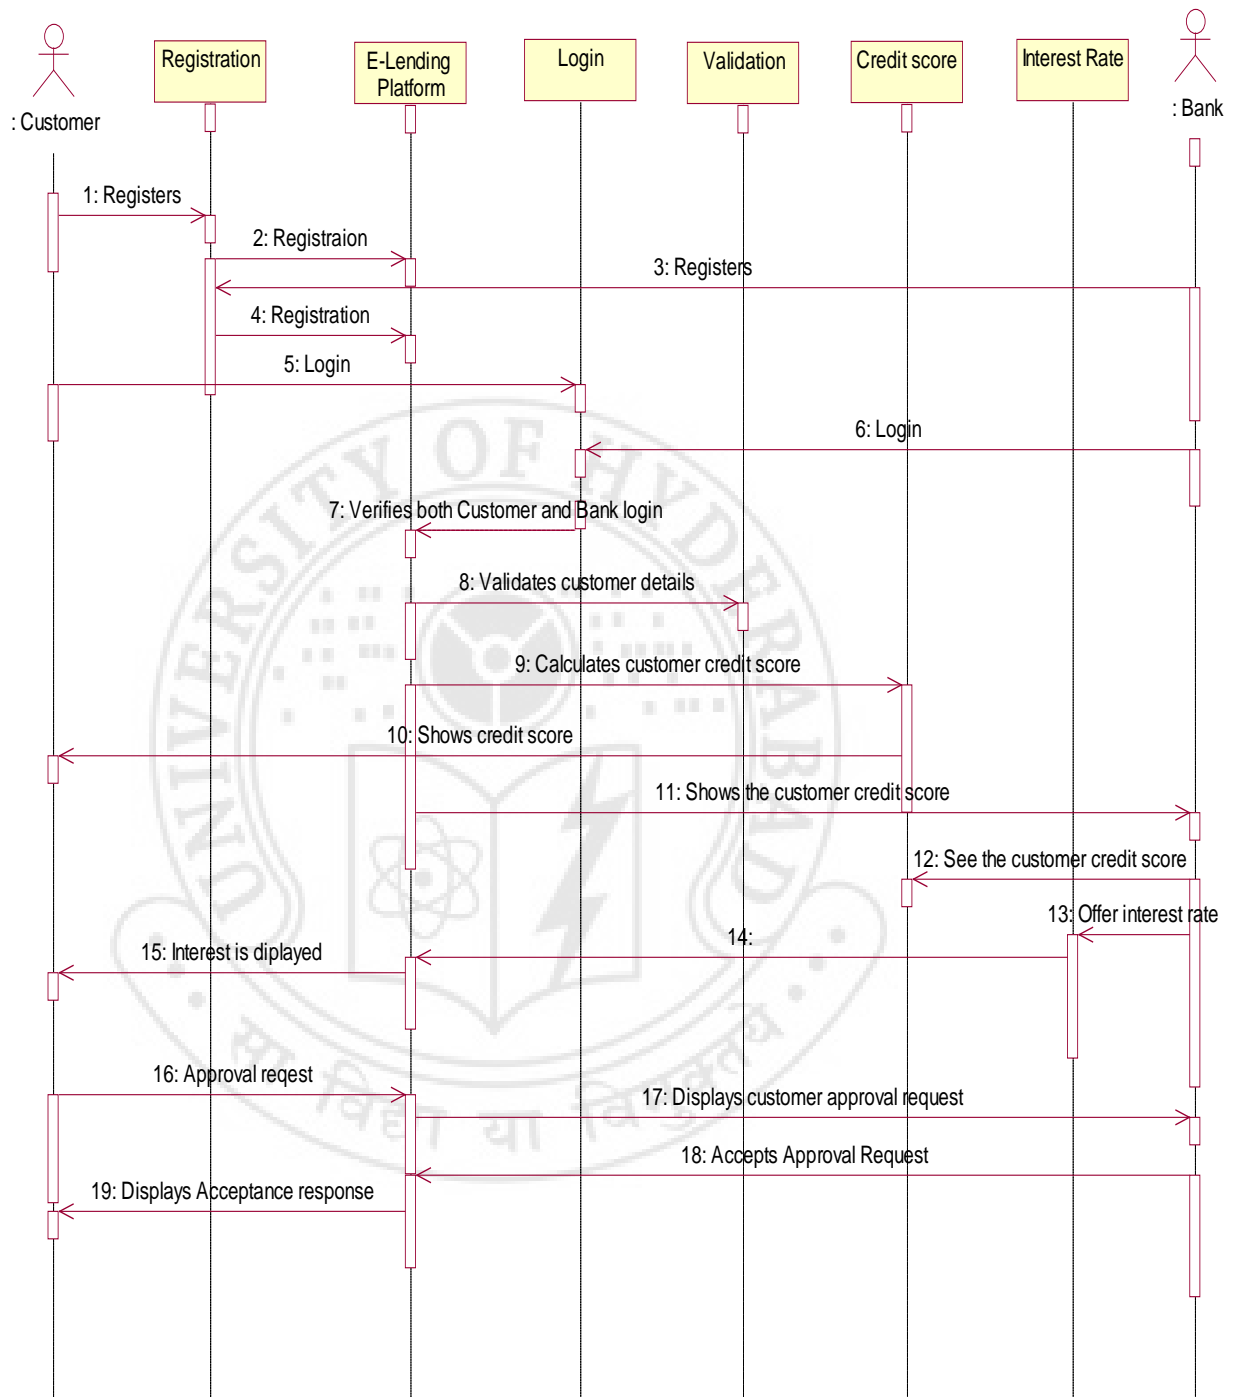 Registration
E-Lending
Platform
Login
Validation
Credit score
Interest Rate
: Customer
: Bank
1: Registers
2: Registraion
3: Registers
4: Registration
5: Login
6: Login
7: Verifies both Customer and Bank login
8: Validates customer details
9: Calculates customer credit score
10: Shows credit score
11: Shows the customer credit score
12: See the customer credit score
13: Offer interest rate
14:
15: Interest is diplayed
16: Approval reqest
17: Displays customer approval request
18: Accepts Approval Request
19: Displays Acceptance response
UNIVERSITY OF HYDERABAD
सा विद्या या विमुक्तये